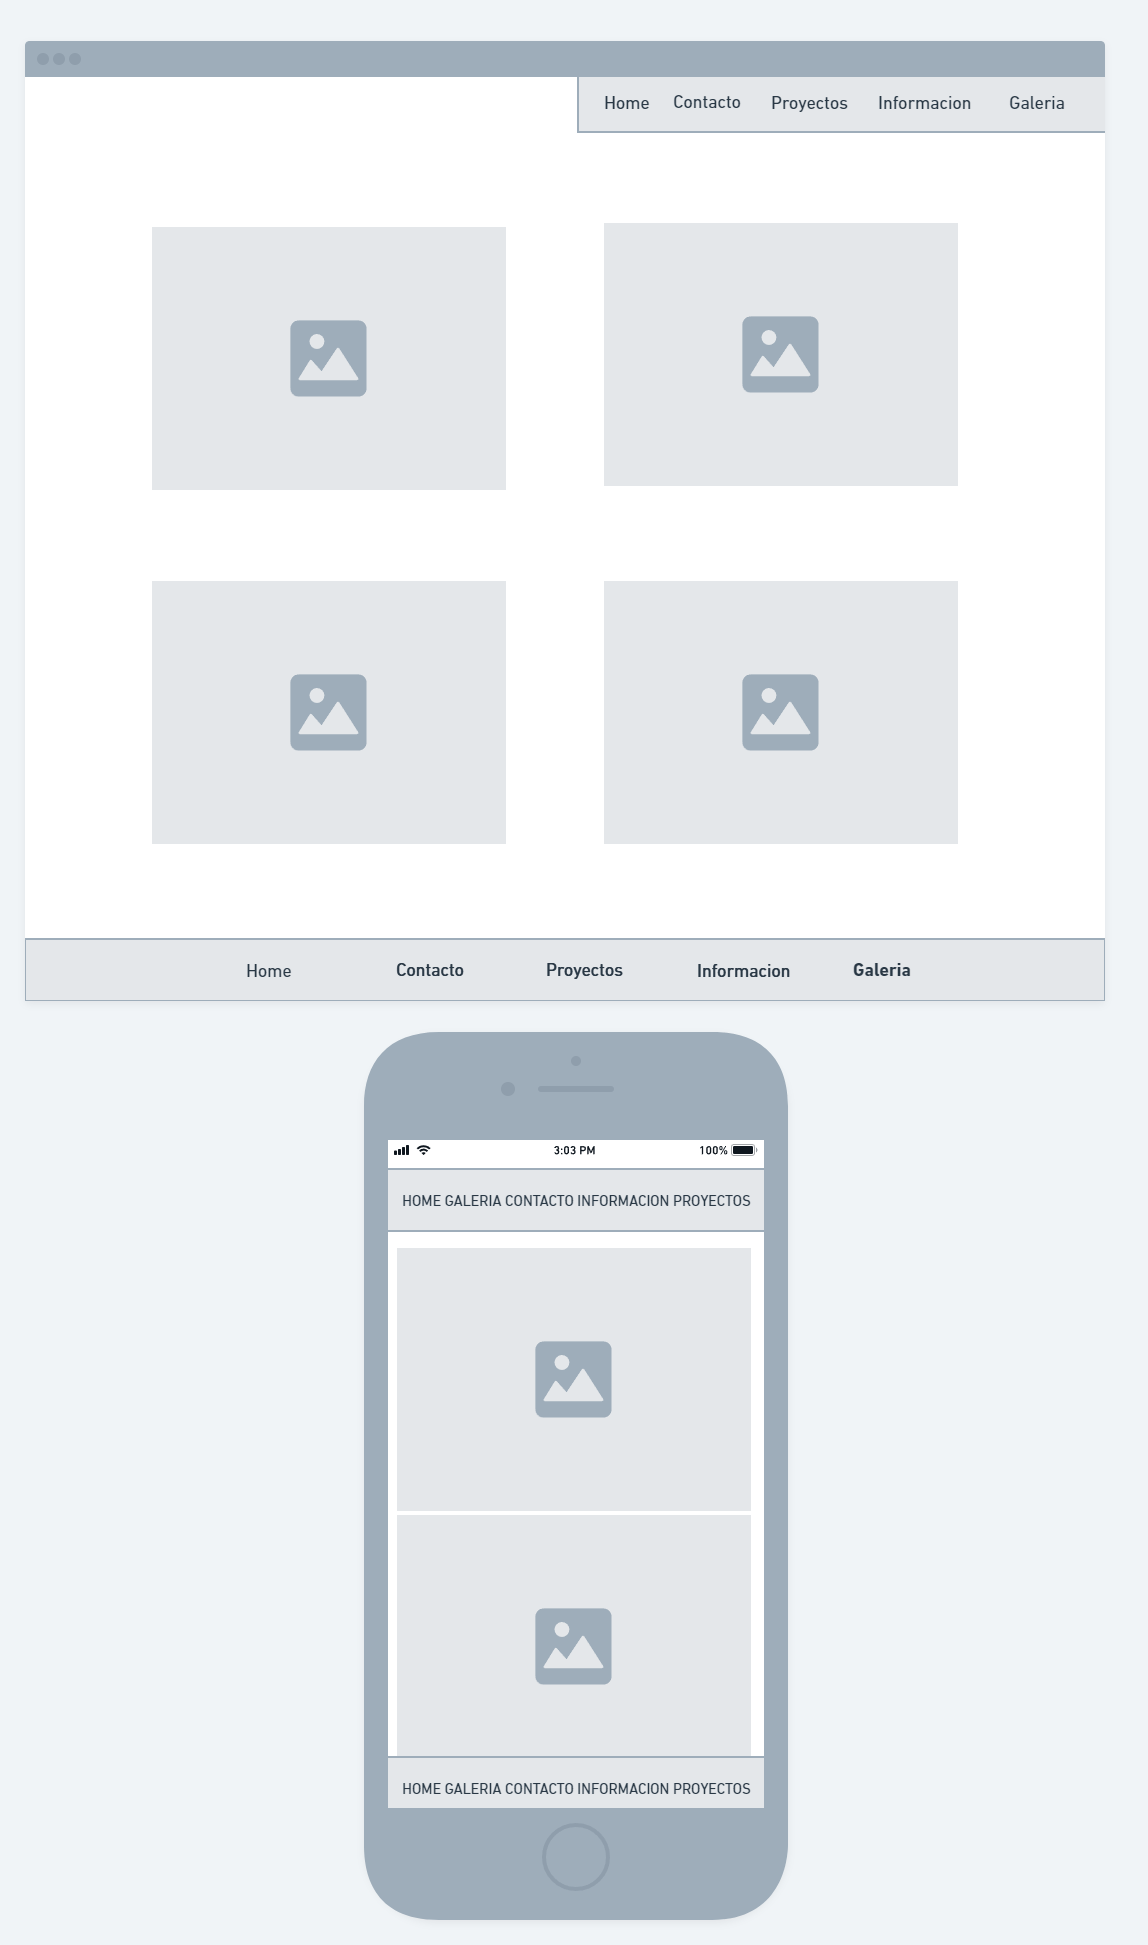 Home Contacto Proyectos Informacion Galeria
Home Contacto Proyectos Informacion Galeria
3:03 PM 100%
HOME GALERIA CONTACTO INFORMACION PROYECTOS
HOME GALERIA CONTACTO INFORMACION PROYECTOS